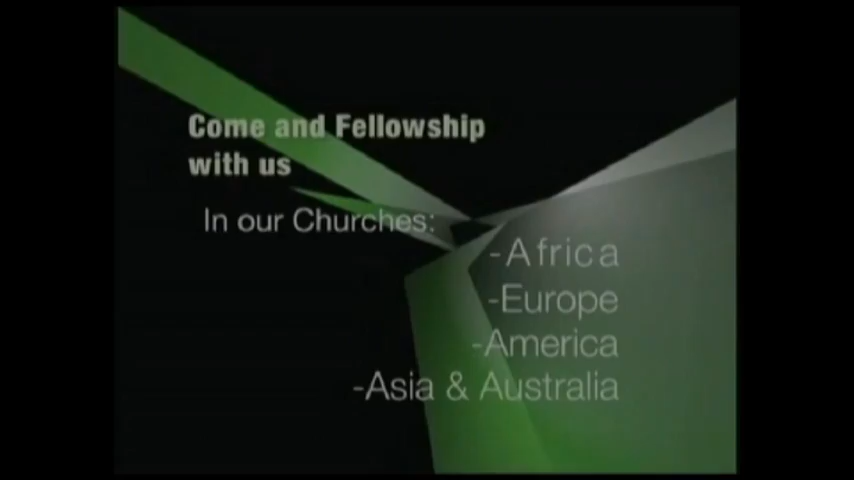 Come and Fellowship
with us
In our Churches:
-Africa
-Europe
-America
-Asia & Australia